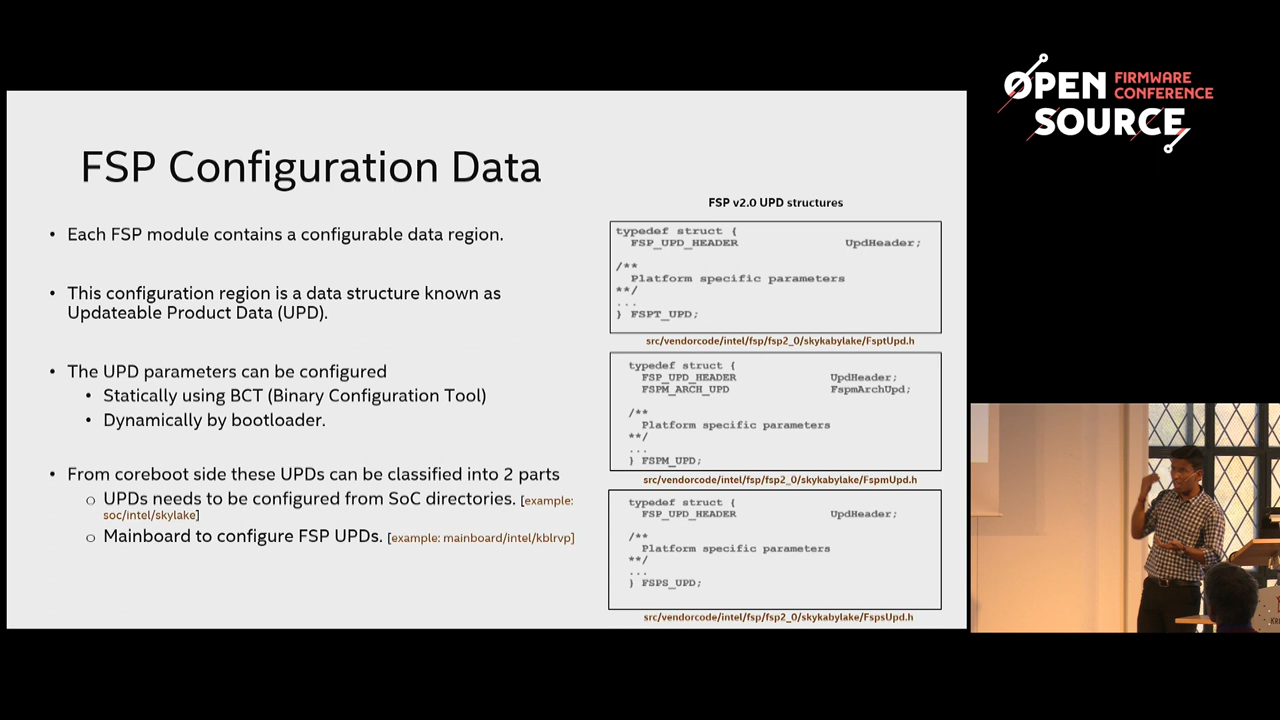 OPEN FIRMWARE
CONFERENCE
SOURCE
FSP Configuration Data
• Each FSP module contains a configurable data region.
• This configuration region is a data structure known as
Updateable Product Data (UPD).
• The UPD parameters can be configured
• Statically using BCT (Binary Configuration Tool)
• Dynamically by bootloader.
• From coreboot side these UPDs can be classified into 2 parts
o UPDs needs to be configured from SoC directories. [example:
soc/intel/skylake]
o Mainboard to configure FSP UPDs. [example: mainboard/intel/kblrvp]
FSP v2.0 UPD structures
typedef struct {
FSP_UPD_HEADER UpdHeader;
/**
Platform specific parameters
**/
...
} FSPT_UPD;
src/vendorcode/intel/fsp/fsp2_0/skykabylake/FsptUpd.h
typedef struct {
FSP_UPD_HEADER UpdHeader;
FSPM_ARCH_UPD FspmArchUpd;
/**
Platform specific parameters
**/
...
} FSPM_UPD;
src/vendorcode/intel/fsp/fsp2_0/skykabylake/FspmUpd.h
typedef struct {
FSP_UPD_HEADER UpdHeader;
/**
Platform specific parameters
**/
...
} FSPS_UPD;
src/vendorcode/intel/fsp/fsp2_0/skykabylake/FspsUpd.h